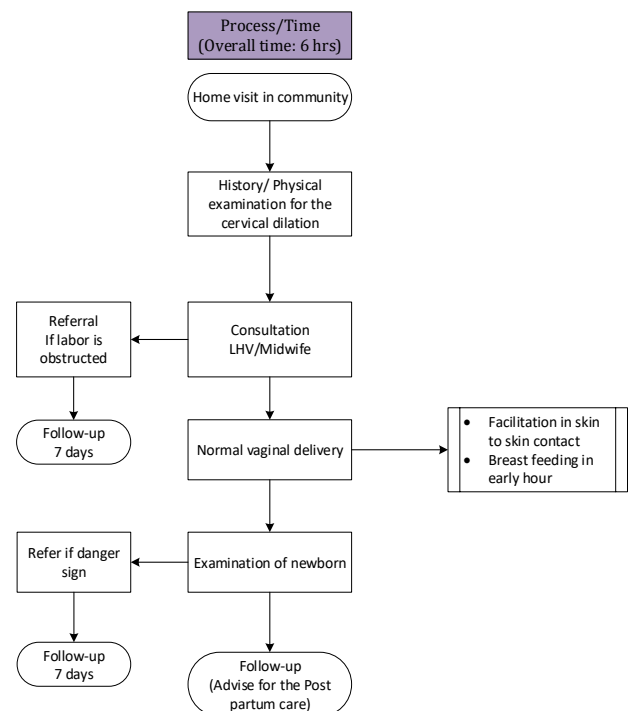 Process/Time
(Overall time: 6 hrs)
Home visit in community
History/ Physical
examination for the
cervical dilation
Referral
If labor is
obstructed
Consultation
LHV/Midwife
Follow-up
7 days
Normal vaginal delivery
• Facilitation in skin
to skin contact
• Breast feeding in
early hour
Refer if danger
sign
Examination of newborn
Follow-up
7 days
Follow-up
(Advise for the Post
partum care)